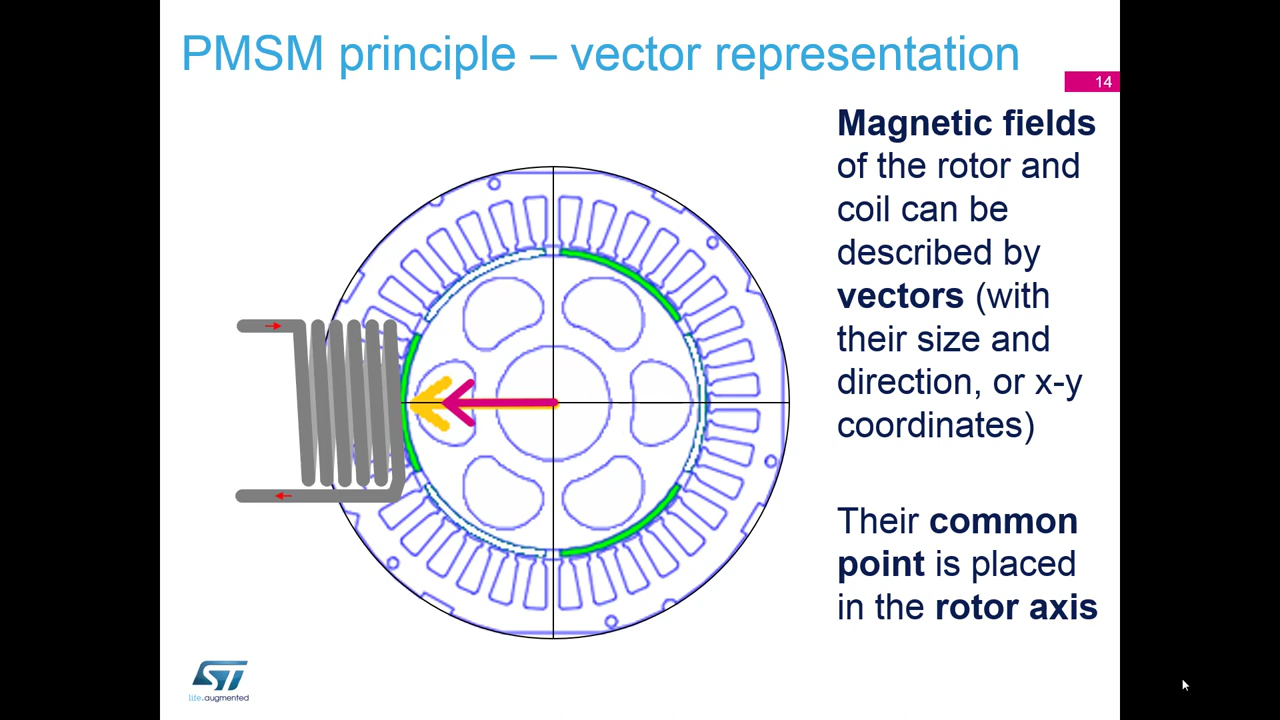 PMSM principle – vector representation
14
Magnetic fields
of the rotor and
coil can be
described by
vectors (with
their size and
direction, or x-y
coordinates)
Their common
point is placed
in the rotor axis
ST
life.augmented